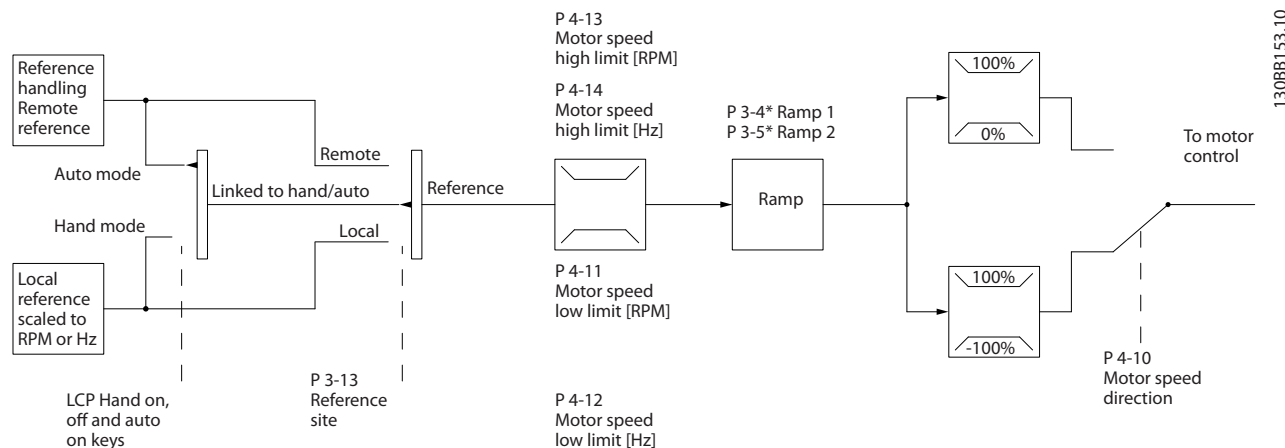 P 4-13
Motor speed
high limit [RPM]
P 4-14
Motor speed
high limit [Hz]
130BB153.10
Reference
handling
Remote
reference
Auto mode
Hand mode
Local
reference
scaled to
RPM or Hz
LCP Hand on,
off and auto
on keys
Linked to hand/auto
Remote
Local
P 3-13
Reference
site
Reference
P 4-11
Motor speed
low limit [RPM]
P 4-12
Motor speed
low limit [Hz]
P 3-4* Ramp 1
P 3-5* Ramp 2
Ramp
100%
0%
100%
-100%
To motor
control
P 4-10
Motor speed
direction